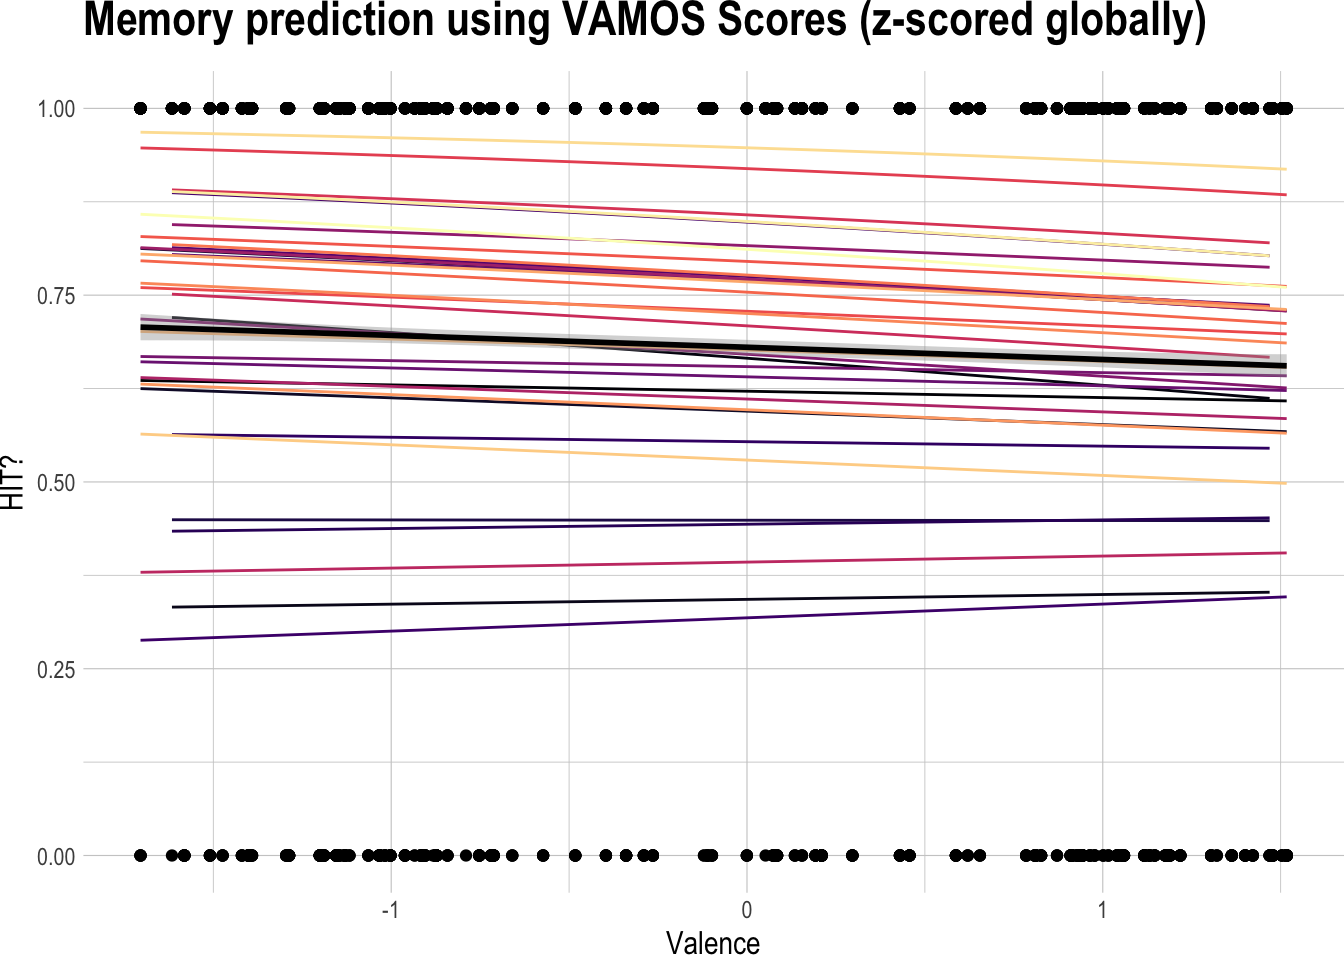 Memory prediction using VAMOS Scores (z-scored globally)
1.00
0.75
0.50
0.25
0.00
HIT?
-1
0
1
Valence